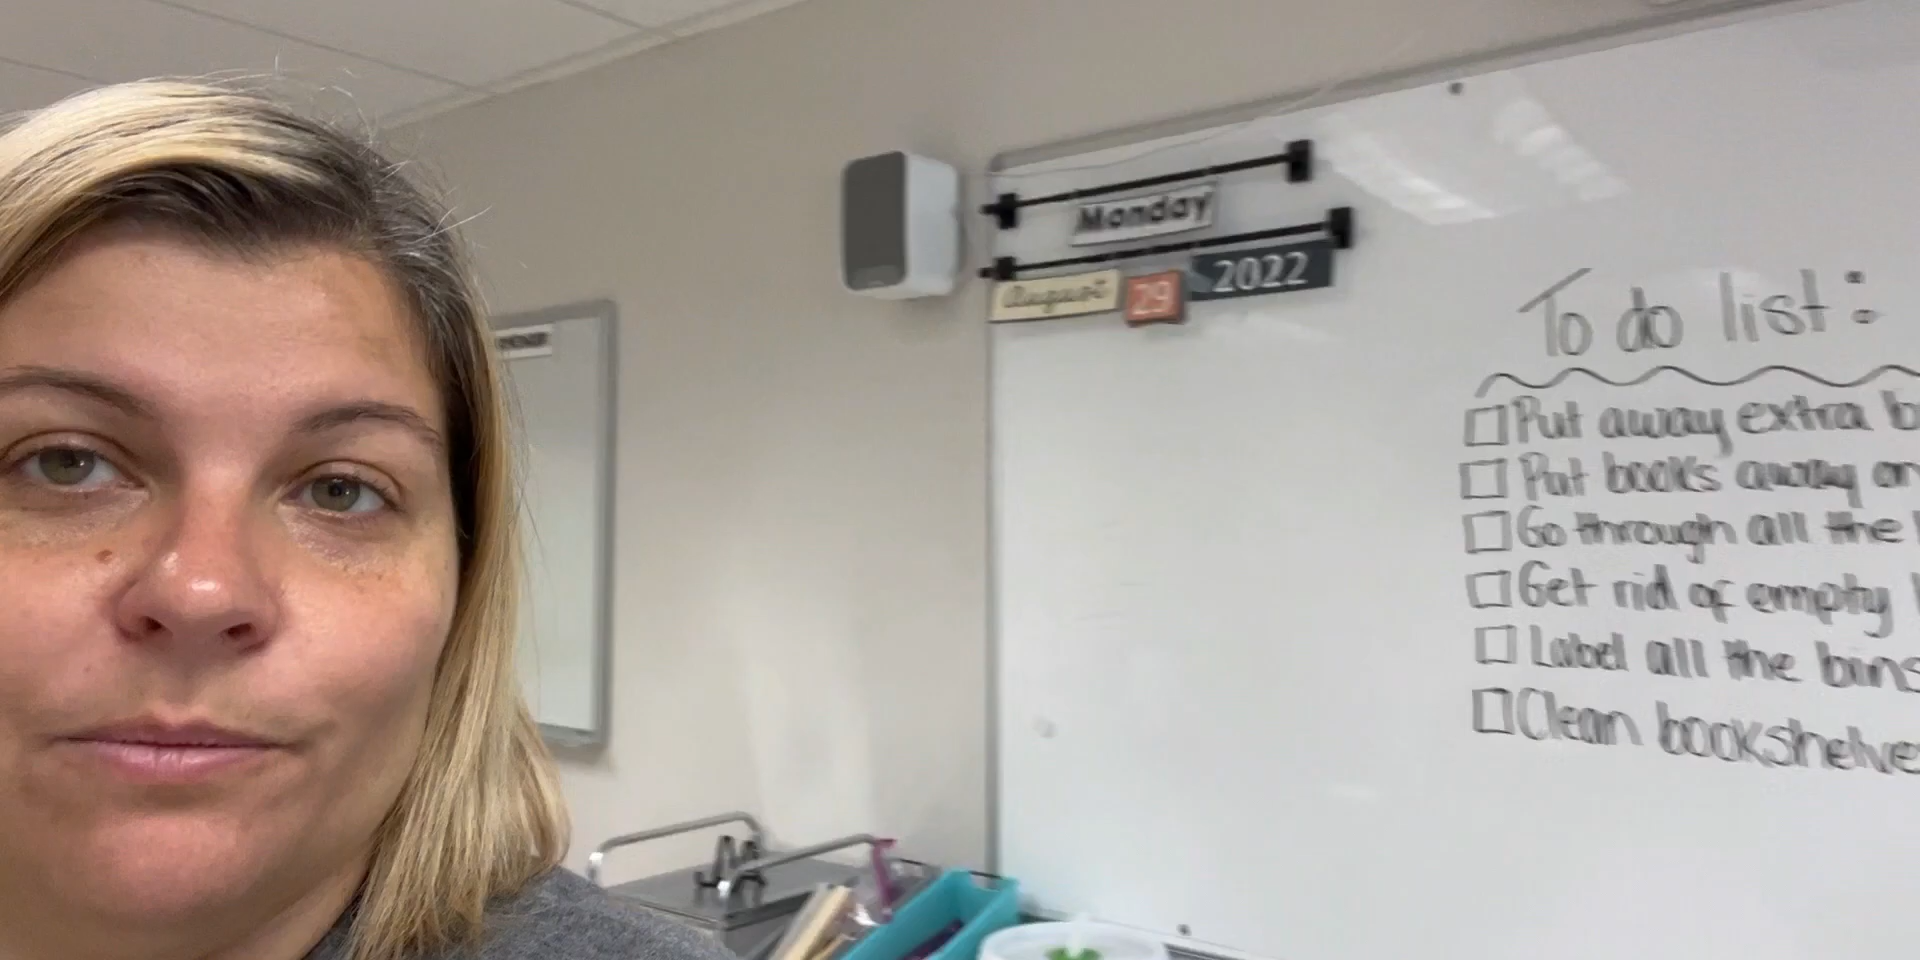 Monday
August 29 2022
To do list:
Put away extra b
Put books away on
Go through all the
Get rid of empty
Label all the bins
Clean bookshelve